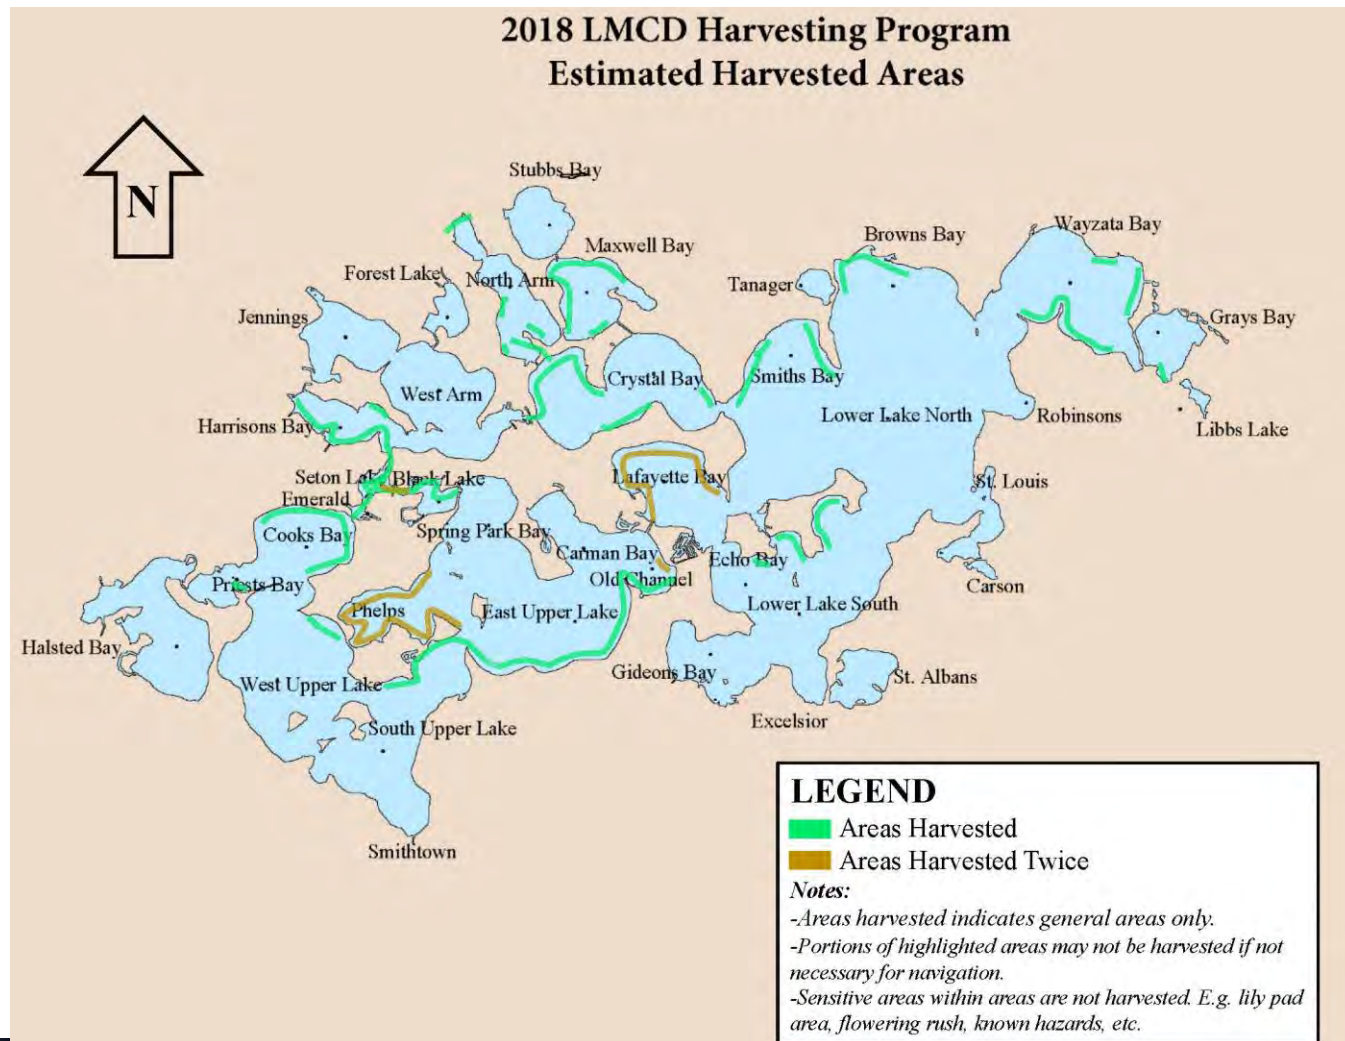 2018 LMCD Harvesting Program
Estimated Harvested Areas
N
Stubbs Bay
Maxwell Bay
Browns Bay
Wayzata Bay
Forest Lake
North Arm
Tanager
Jennings
Grays Bay
Crystal Bay
Smiths Bay
West Arm
Lower Lake North
Robinsons
Harrisons Bay
Libbs Lake
Seton Lake
Black Lake
Lafayette Bay
St. Louis
Emerald
Cooks Bay
Spring Park Bay
Carman Bay
Echo Bay
Priests Bay
Old Channel
Carson
Phelps
East Upper Lake
Lower Lake South
Halsted Bay
Gideons Bay
West Upper Lake
St. Albans
South Upper Lake
Excelsior
Smithtown
LEGEND
Areas Harvested
Areas Harvested Twice
Notes:
-Areas harvested indicates general areas only.
-Portions of highlighted areas may not be harvested if not
necessary for navigation.
-Sensitive areas within areas are not harvested. E.g. lily pad
area, flowering rush, known hazards, etc.